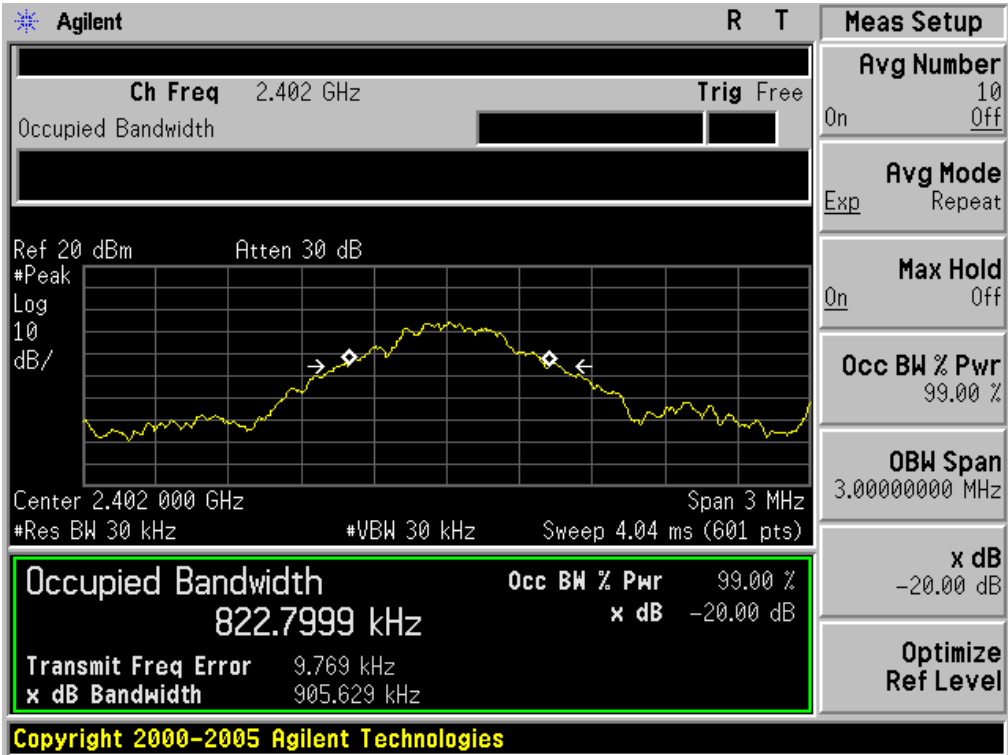 Agilent R T
Meas Setup
Ch Freq 2.402 GHz Trig Free
Occupied Bandwidth
Ref 20 dBm Atten 30 dB
#Peak
Log
10
dB/
Center 2.402 000 GHz Span 3 MHz
#Res BW 30 kHz #VBW 30 kHz Sweep 4.04 ms (601 pts)
Occupied Bandwidth Occ BW % Pwr 99.00 %
822.7999 kHz x dB -20.00 dB
Transmit Freq Error 9.769 kHz
x dB Bandwidth 905.629 kHz
Avg Number
10
On Off
Avg Mode
Exp Repeat
Max Hold
On Off
Occ BW % Pwr
99.00 %
OBW Span
3.00000000 MHz
x dB
-20.00 dB
Optimize
Ref Level
Copyright 2000-2005 Agilent Technologies